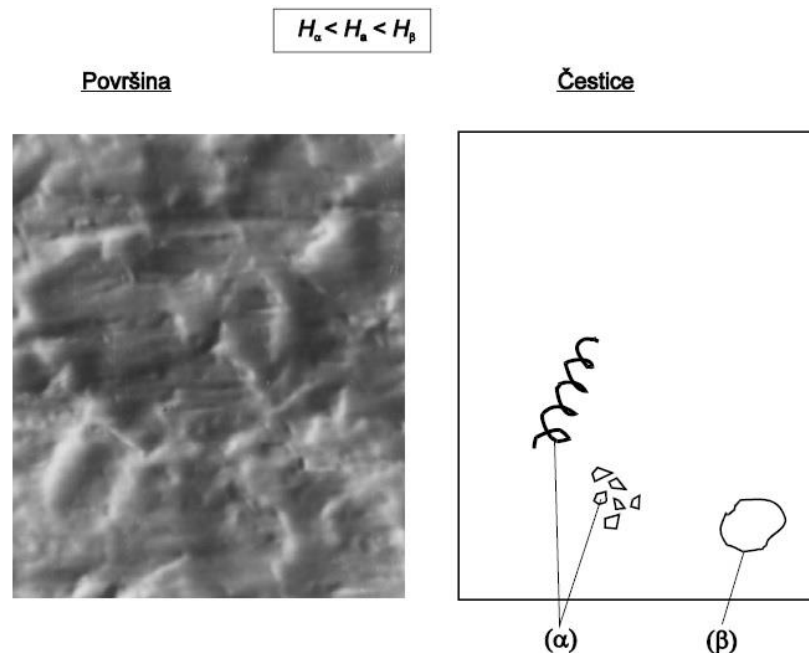 Hα < Ha < Hβ
Površina
Čestice
(α)
(β)